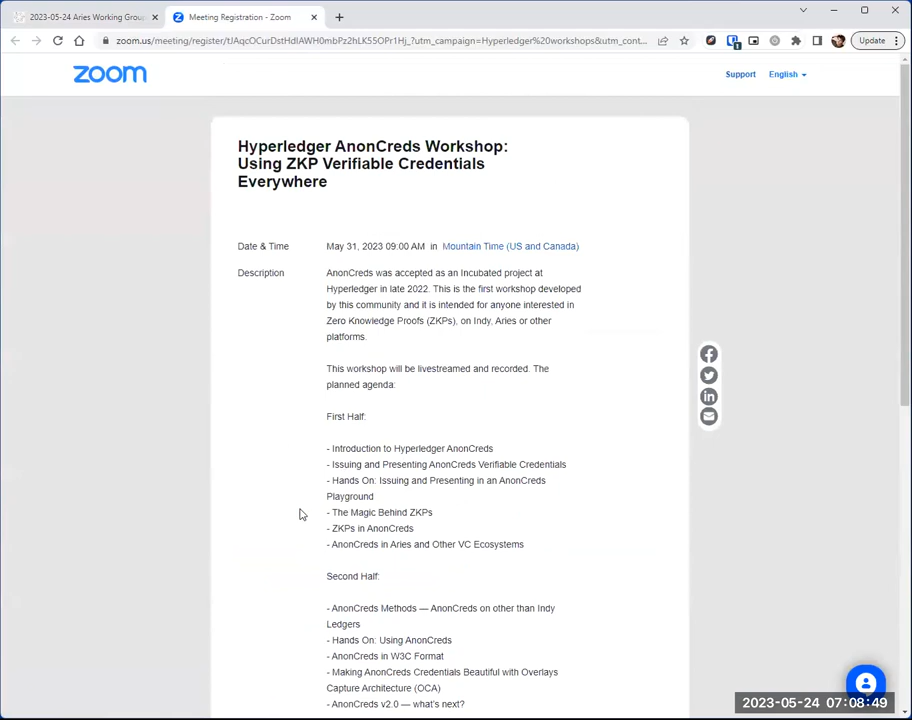 2023-05-24 Aries Working Group
Meeting Registration - Zoom
zoom.us/meeting/register/tJAqcOCurDstHdIAWH0mbPz2hLK55OPr1Hj_?utm_campaign=Hyperledger%20workshops&utm_cont...
Update
zoom
Support
English
Hyperledger AnonCreds Workshop:
Using ZKP Verifiable Credentials
Everywhere
Date & Time
May 31, 2023 09:00 AM in Mountain Time (US and Canada)
Description
AnonCreds was accepted as an Incubated project at
Hyperledger in late 2022. This is the first workshop developed
by this community and it is intended for anyone interested in
Zero Knowledge Proofs (ZKPs), on Indy, Aries or other
platforms.
This workshop will be livestreamed and recorded. The
planned agenda:
First Half:
- Introduction to Hyperledger AnonCreds
- Issuing and Presenting AnonCreds Verifiable Credentials
- Hands On: Issuing and Presenting in an AnonCreds
Playground
- The Magic Behind ZKPs
- ZKPs in AnonCreds
- AnonCreds in Aries and Other VC Ecosystems
Second Half:
- AnonCreds Methods — AnonCreds on other than Indy
Ledgers
- Hands On: Using AnonCreds
- AnonCreds in W3C Format
- Making AnonCreds Credentials Beautiful with Overlays
Capture Architecture (OCA)
- AnonCreds v2.0 — what's next?
2023-05-24 07:08:49